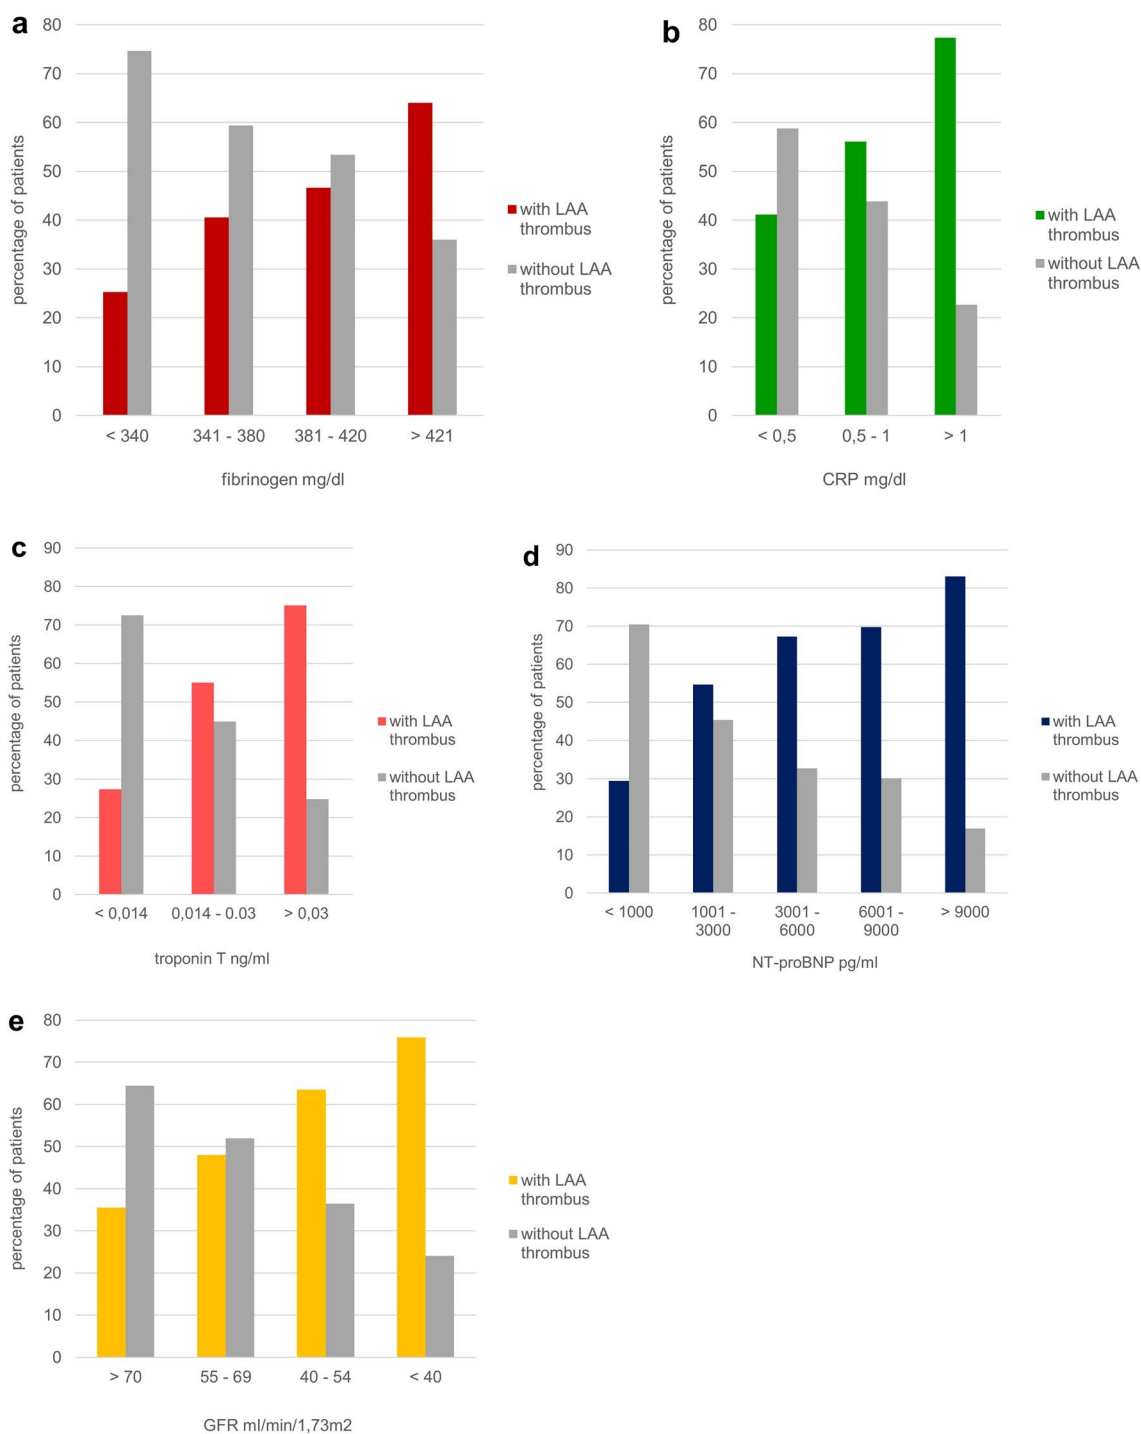 a
80
70
60
50
40
30
20
10
0
percentage of patients
< 340 341 - 380 381 - 420 > 421
fibrinogen mg/dl
with LAA
thrombus
without LAA
thrombus
b
80
70
60
50
40
30
20
10
0
percentage of patients
< 0,5 0,5 - 1 > 1
CRP mg/dl
with LAA
thrombus
without LAA
thrombus
c
90
80
70
60
50
40
30
20
10
0
percentage of patients
< 0,014 0,014 - 0.03 > 0,03
troponin T ng/ml
with LAA
thrombus
without LAA
thrombus
d
90
80
70
60
50
40
30
20
10
0
percentage of patients
< 1000 1001 - 3001 - 6001 - > 9000
3000 6000 9000
NT-proBNP pg/ml
with LAA
thrombus
without LAA
thrombus
e
80
70
60
50
40
30
20
10
0
percentage of patients
> 70 55 - 69 40 - 54 < 40
GFR ml/min/1,73m2
with LAA
thrombus
without LAA
thrombus